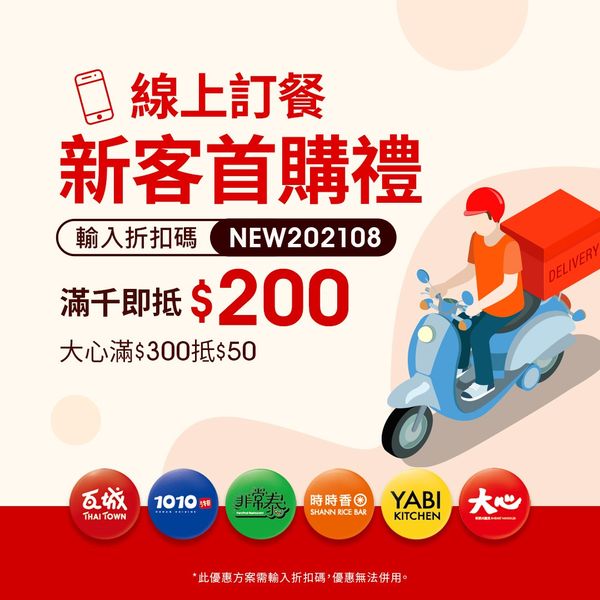 線上訂餐
新客首購禮
輸入折扣碼 NEW202108
滿千即抵 $200
大心滿$300抵$50
DELIVERY
瓦城
THAI TOWN
1010
HUNAN CUISINE
非常泰
時時香
SHANN RICE BAR
YABI
KITCHEN
大心
*此優惠方案需輸入折扣碼,優惠無法併用。